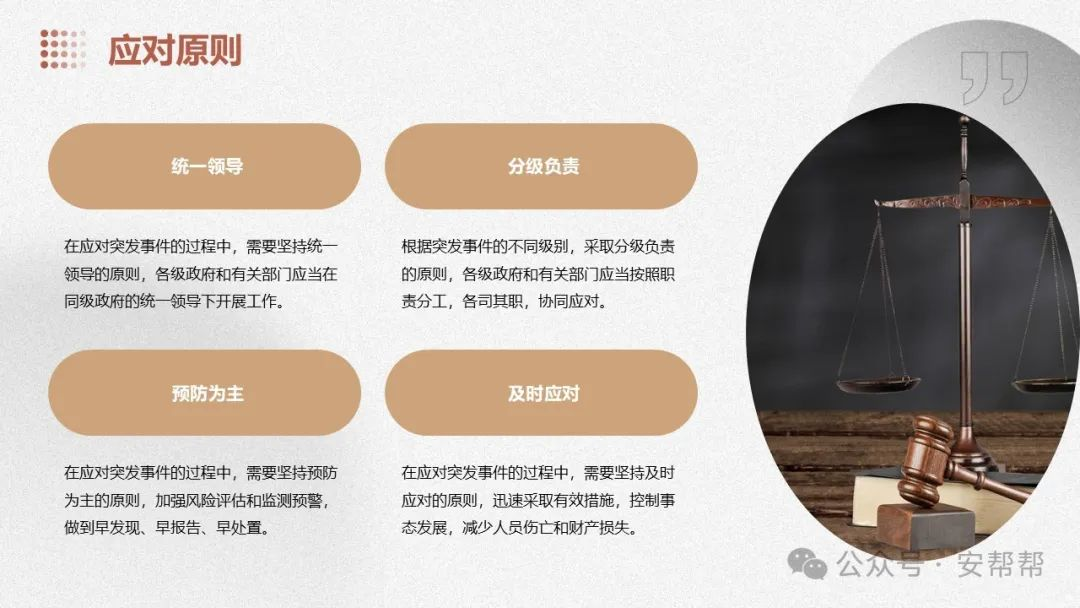 应对原则
统一领导
在应对突发事件的过程中，需要坚持统一
领导的原则，各级政府和有关部门应当在
同级政府的统一领导下开展工作。
分级负责
根据突发事件的不同级别，采取分级负责
的原则，各级政府和有关部门应当按照职
责分工，各司其职，协同应对。
预防为主
在应对突发事件的过程中，需要坚持预防
为主的原则，加强风险评估和监测预警，
做到早发现、早报告、早处置。
及时应对
在应对突发事件的过程中，需要坚持及时
应对的原则，迅速采取有效措施，控制事
态发展，减少人员伤亡和财产损失。
公众号·安帮帮